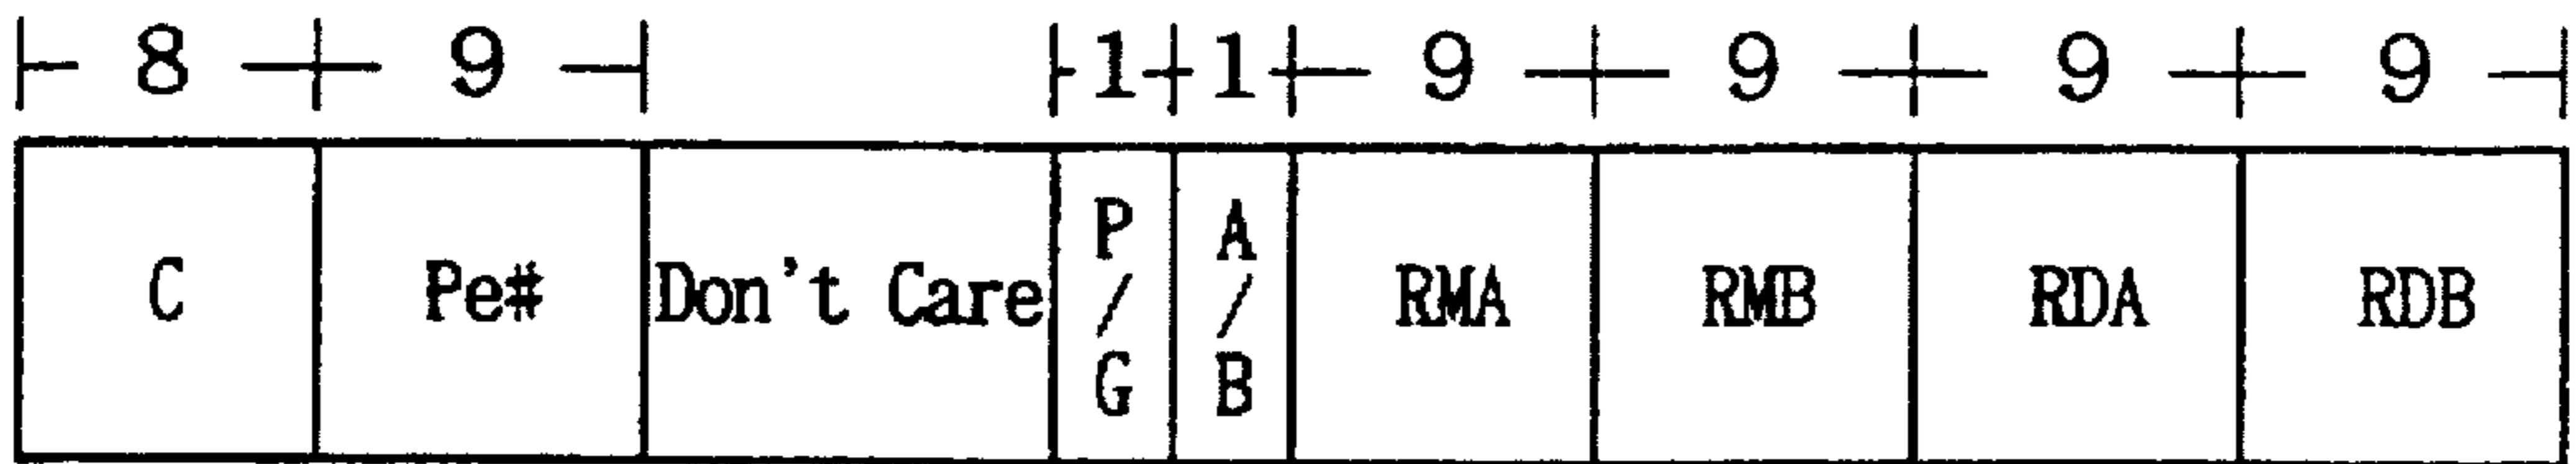 8 9 1 1 9 9 9 9
C Pe# Don't Care P/G A/B RMA RMB RDA RDB